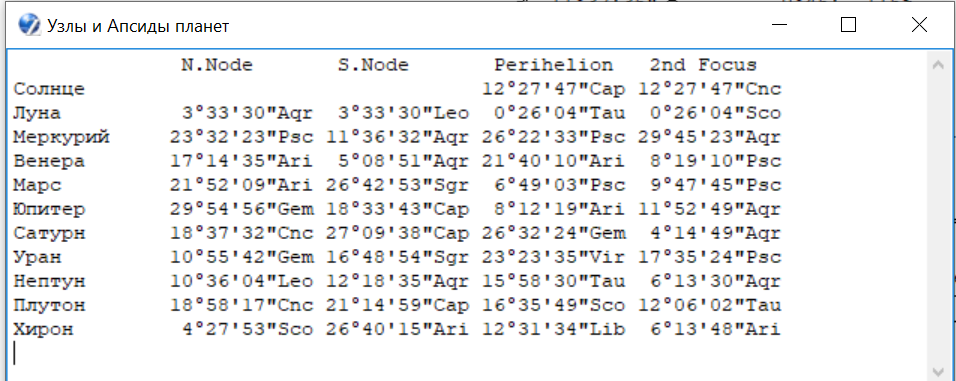 Узлы и Апсиды планет
N.Node S.Node Perihelion 2nd Focus
Солнце 12°27'47"Cap 12°27'47"Cnc
Луна 3°33'30"Aqr 3°33'30"Leo 0°26'04"Tau 0°26'04"Sco
Меркурий 23°32'23"Psc 11°36'32"Aqr 26°22'33"Psc 29°45'23"Aqr
Венера 17°14'35"Ari 5°08'51"Aqr 21°40'10"Ari 8°19'10"Psc
Марс 21°52'09"Ari 26°42'53"Sgr 6°49'03"Psc 9°47'45"Psc
Юпитер 29°54'56"Gem 18°33'43"Cap 8°12'19"Ari 11°52'49"Aqr
Сатурн 18°37'32"Cnc 27°09'38"Cap 26°32'24"Gem 4°14'49"Aqr
Уран 10°55'42"Gem 16°48'54"Sgr 23°23'35"Vir 17°35'24"Psc
Нептун 10°36'04"Leo 12°18'35"Aqr 15°58'30"Tau 6°13'30"Aqr
Плутон 18°58'17"Cnc 21°14'59"Cap 16°35'49"Sco 12°06'02"Tau
Хирон 4°27'53"Sco 26°40'15"Ari 12°31'34"Lib 6°13'48"Ari